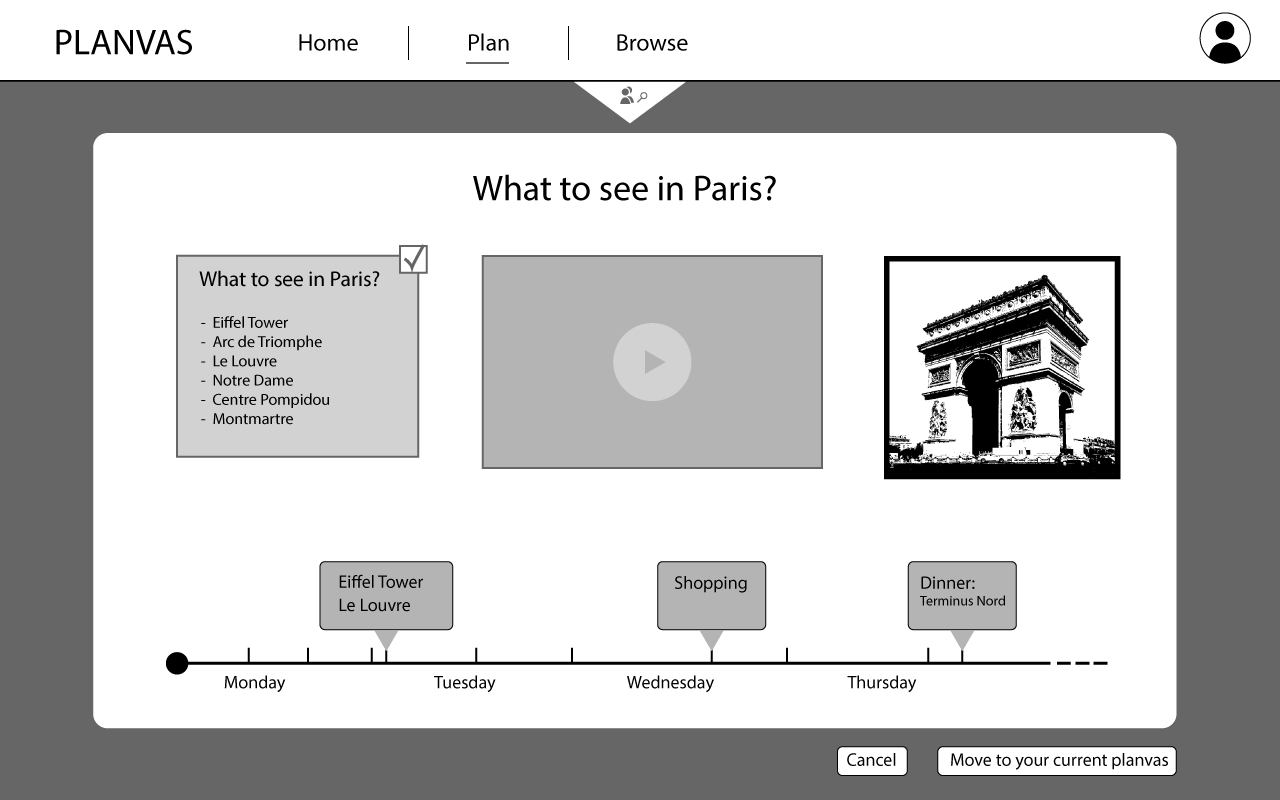 PLANVAS
Home
Plan
Browse
What to see in Paris?
What to see in Paris?
- Eiffel Tower
- Arc de Triomphe
- Le Louvre
- Notre Dame
- Centre Pompidou
- Montmartre
Eiffel Tower
Le Louvre
Shopping
Dinner:
Terminus Nord
Monday
Tuesday
Wednesday
Thursday
Cancel
Move to your current planvas